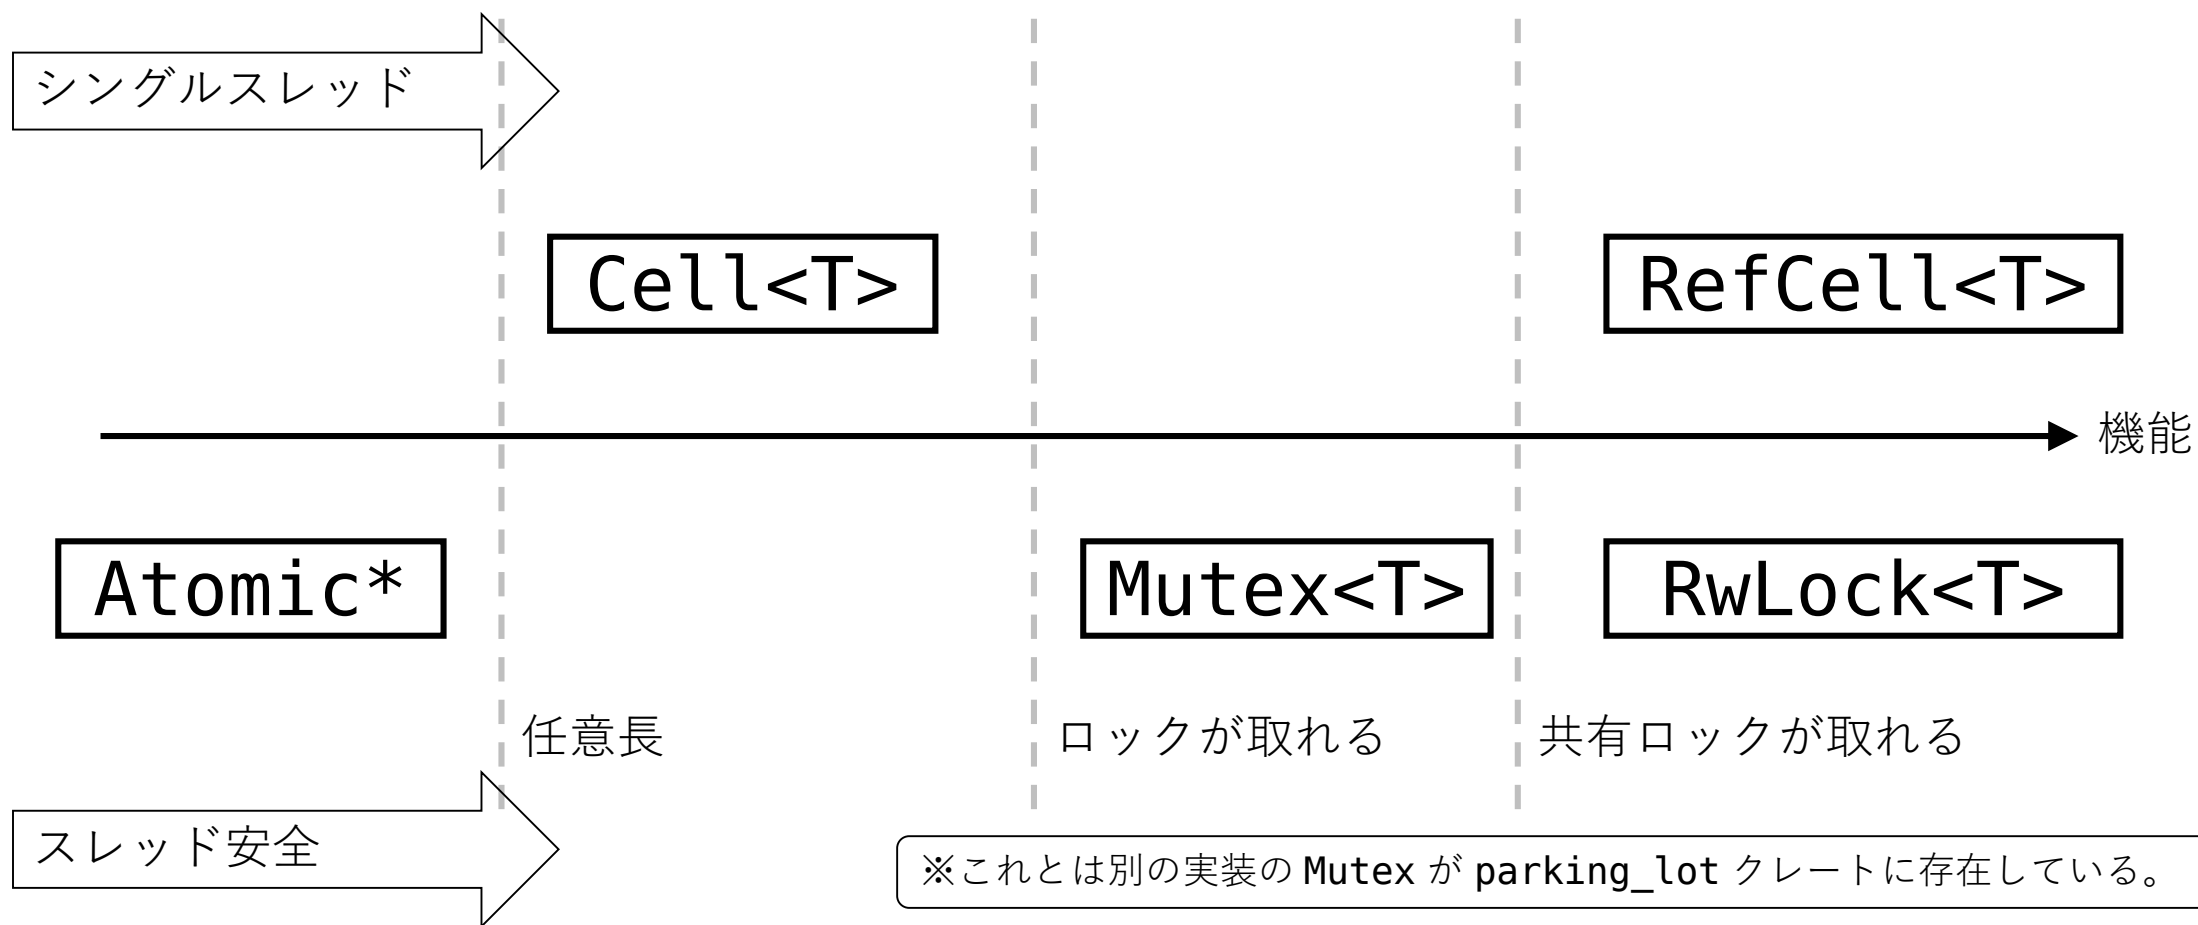 シングルスレッド
Cell<T>
RefCell<T>
機能
Atomic*
Mutex<T>
RwLock<T>
任意長
ロックが取れる
共有ロックが取れる
スレッド安全
※これとは別の実装の Mutex が parking_lot クレートに存在している。